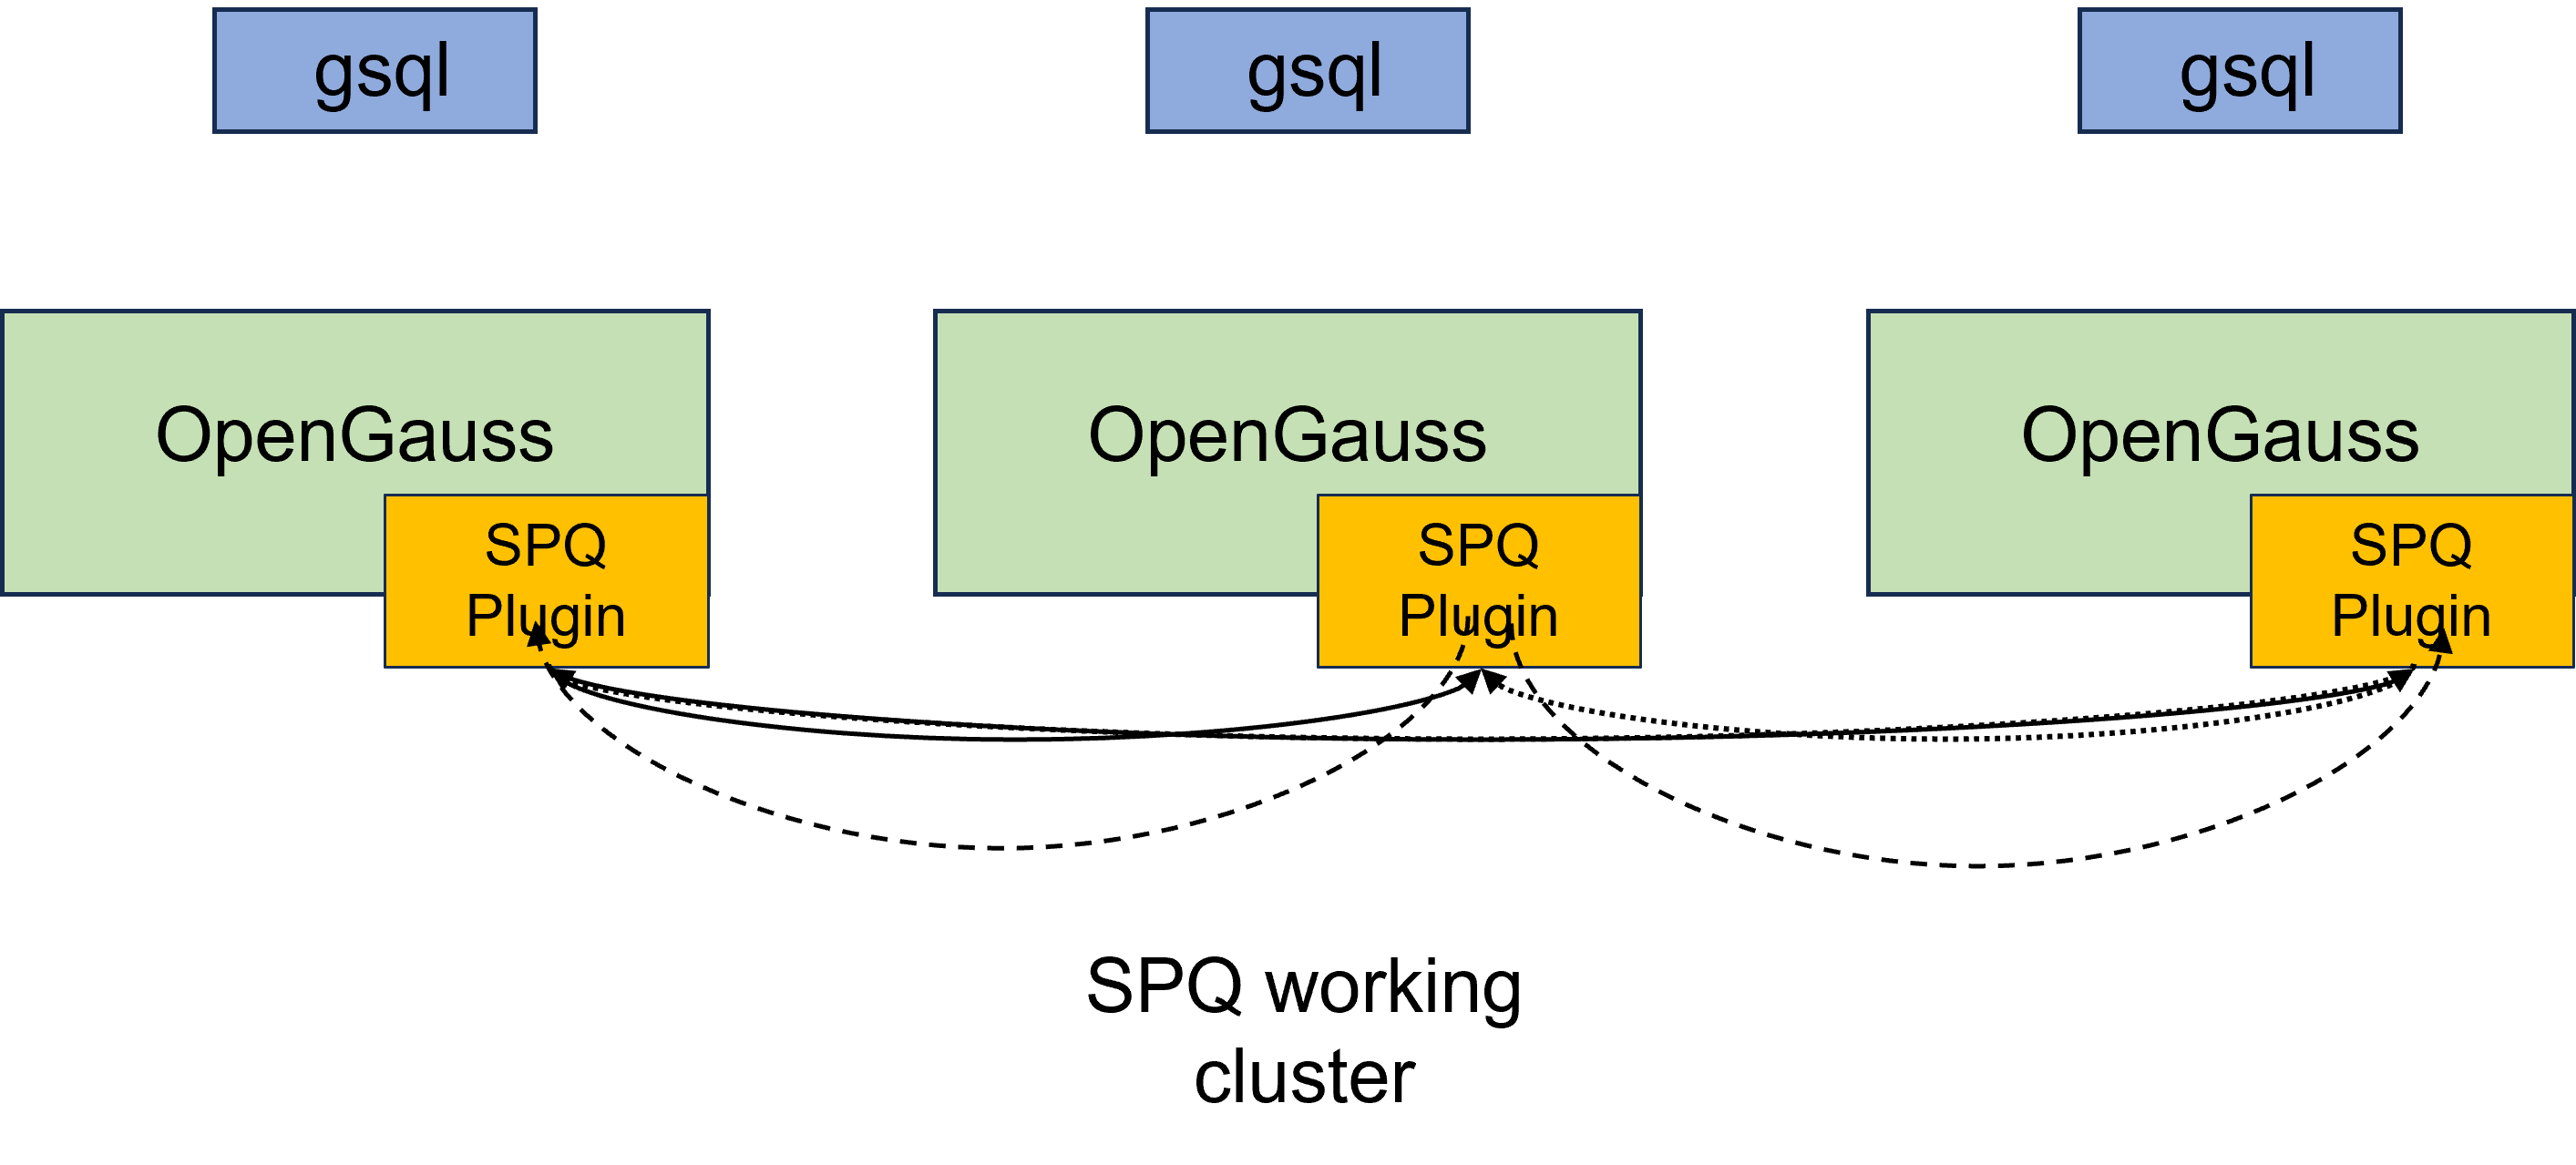 gsql
gsql
gsql
OpenGauss
OpenGauss
OpenGauss
SPQ
Plugin
SPQ
Plugin
SPQ
Plugin
SPQ working
cluster